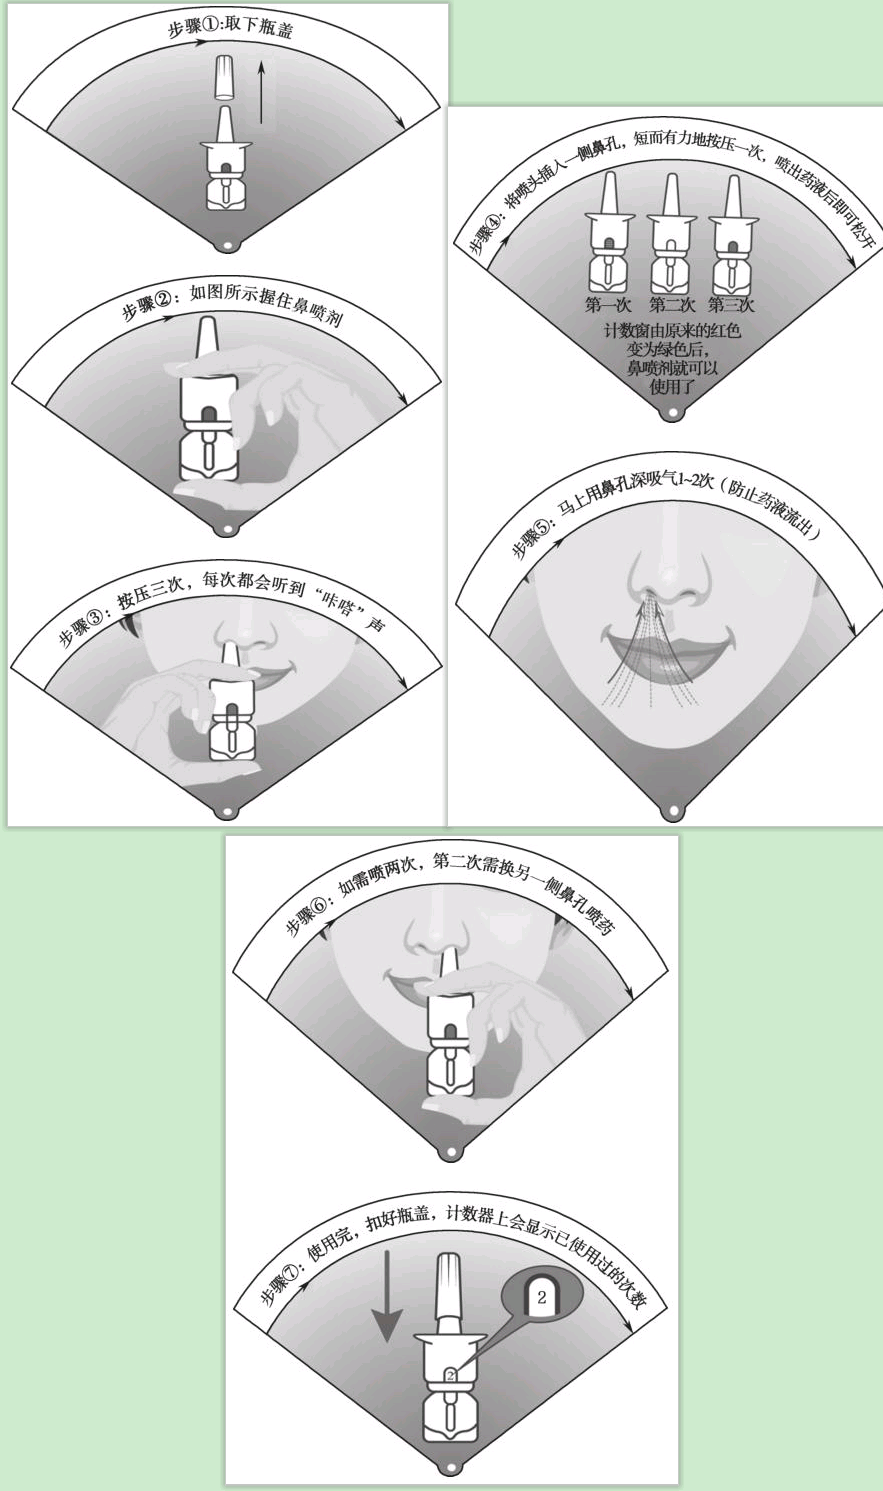 步骤①:取下瓶盖
步骤②：如图所示握住鼻喷剂
步骤③：按压三次，每次都会听到“咔嗒”声
步骤④：将喷头插入一侧鼻孔，短而有力地按压一次，喷出药液后即可松开
第一次 第二次 第三次
计数窗由原来的红色
变为绿色后，
鼻喷剂就可以
使用了
步骤⑤：马上用鼻孔深吸气1~2次（防止药液流出）
步骤⑥：如需喷两次，第二次需换另一侧鼻孔喷药
步骤⑦：使用完，扣好瓶盖，计数器上会显示已使用过的次数
2
2